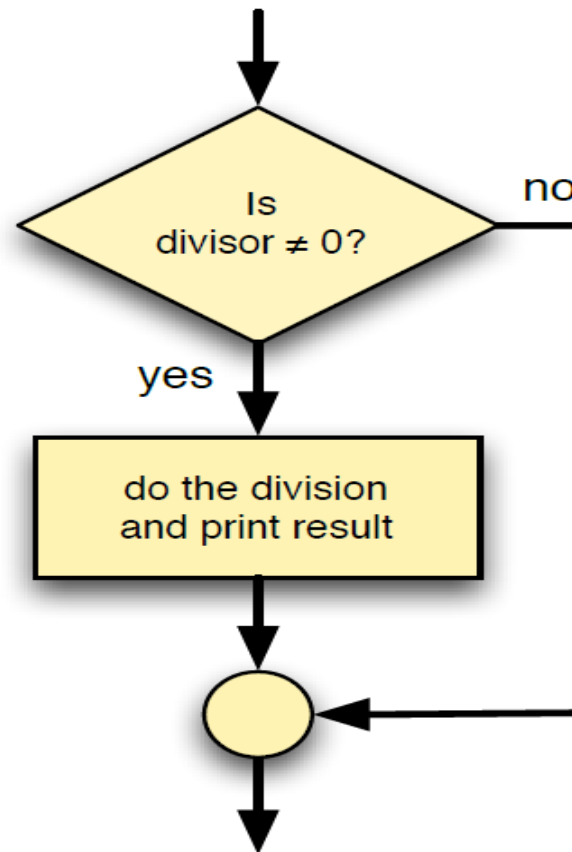 Is
divisor ≠ 0?
no
yes
do the division
and print result